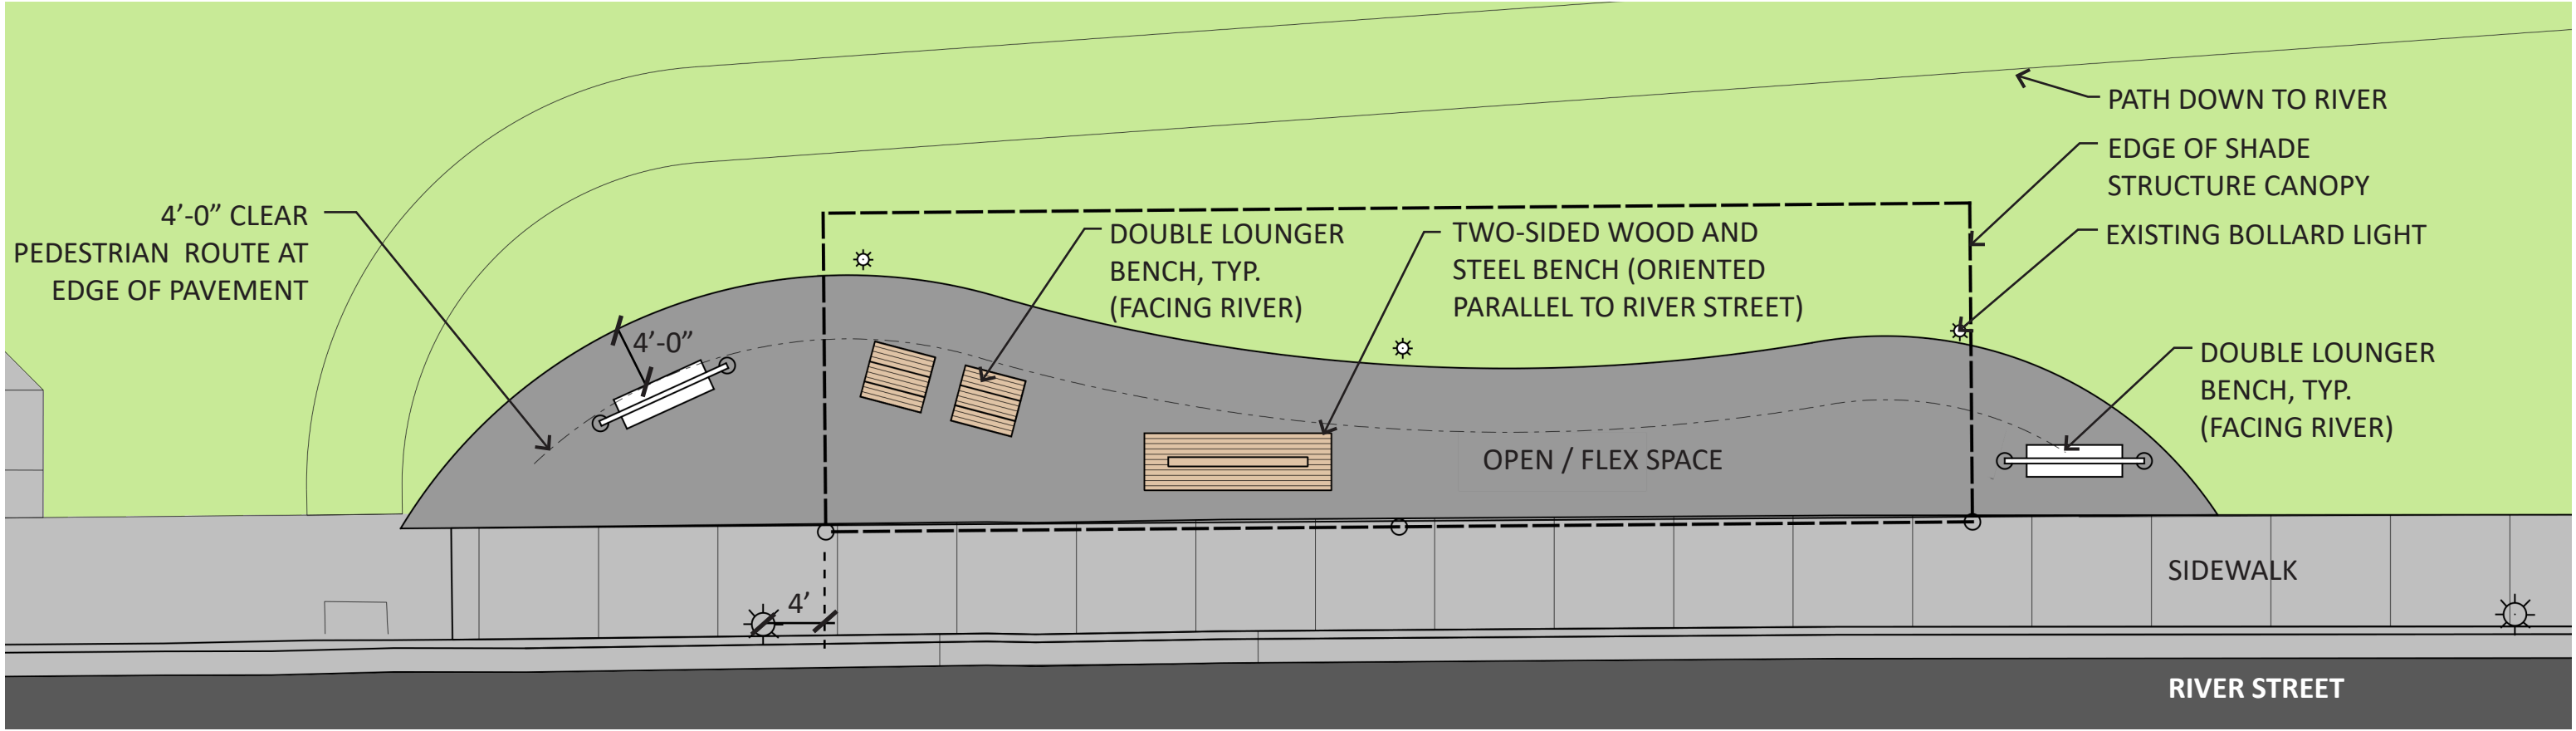 PATH DOWN TO RIVER
EDGE OF SHADE
STRUCTURE CANOPY
4’-0” CLEAR
PEDESTRIAN ROUTE AT
EDGE OF PAVEMENT
DOUBLE LOUNGER
BENCH, TYP.
(FACING RIVER)
TWO-SIDED WOOD AND
STEEL BENCH (ORIENTED
PARALLEL TO RIVER STREET)
EXISTING BOLLARD LIGHT
4’-0”
DOUBLE LOUNGER
BENCH, TYP.
(FACING RIVER)
OPEN / FLEX SPACE
SIDEWALK
4’
RIVER STREET